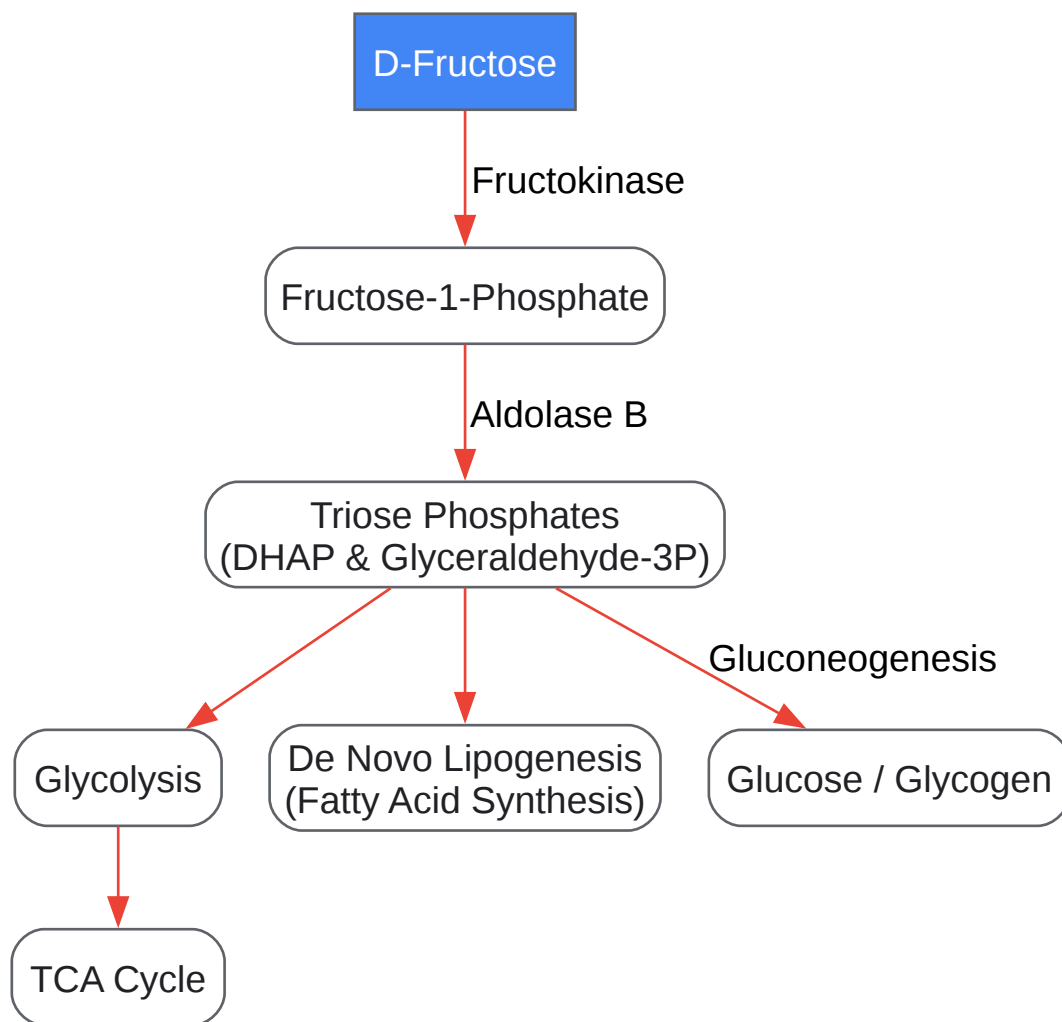 D-Fructose
Fructokinase
Fructose-1-Phosphate
Aldolase B
Triose Phosphates
(DHAP & Glyceraldehyde-3P)
Gluconeogenesis
Glycolysis
De Novo Lipogenesis
(Fatty Acid Synthesis)
Glucose / Glycogen
TCA Cycle